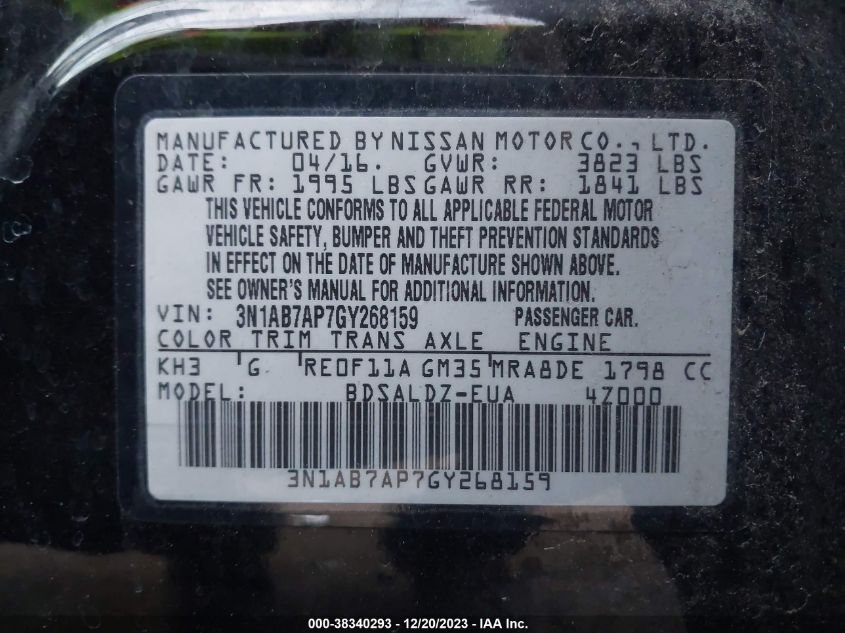 MANUFACTURED BY NISSAN MOTOR CO., LTD.
DATE: 04/16. GVWR: 3823 LBS
GAWR FR: 1995 LBS GAWR RR: 1841 LBS
THIS VEHICLE CONFORMS TO ALL APPLICABLE FEDERAL MOTOR
VEHICLE SAFETY, BUMPER AND THEFT PREVENTION STANDARDS
IN EFFECT ON THE DATE OF MANUFACTURE SHOWN ABOVE.
SEE OWNER'S MANUAL FOR ADDITIONAL INFORMATION.
VIN: 3N1AB7AP7GY268159 PASSENGER CAR.
COLOR TRIM TRANS AXLE ENGINE
KH3 G RE0F11A GM35 MRA8DE 1798 CC
MODEL: BDSALDZ-EUA 47000
3N1AB7AP7GY268159
000-38340293 - 12/20/2023 - IAA Inc.